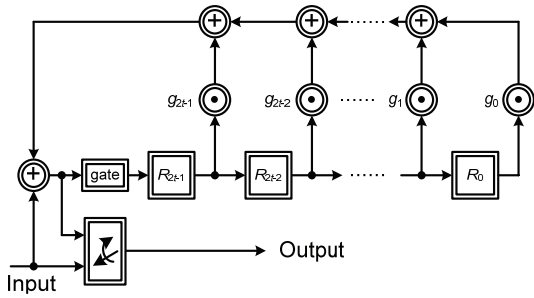 + + ...... +
g2t-1 g2t-2 ...... g1 g0
+ gate R2t-1 R2t-2 ...... R0
Output
Input